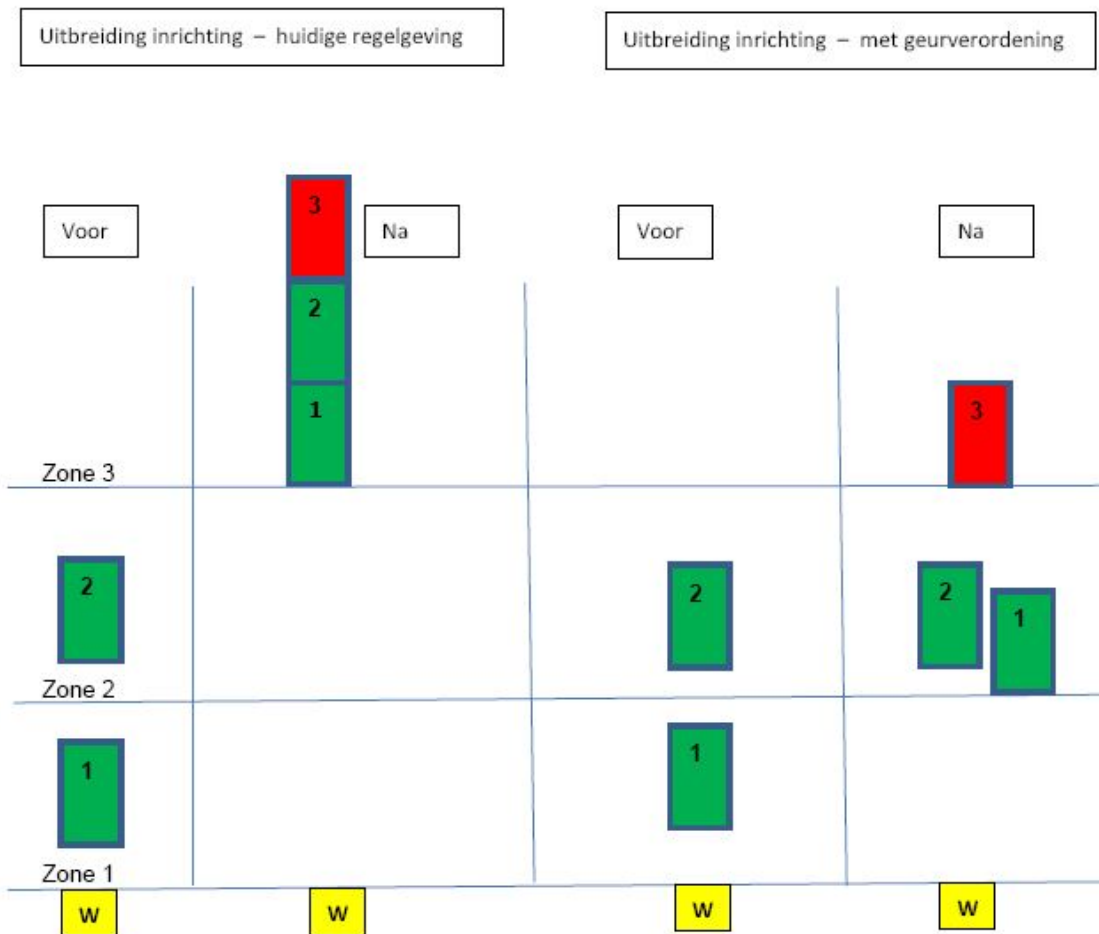 Uitbreiding inrichting – huidige regelgeving
Uitbreiding inrichting – met geurverordening
3
Voor
Na
Voor
Na
2
1
3
Zone 3
2
2
2
1
Zone 2
1
1
Zone 1
W
W
W
W